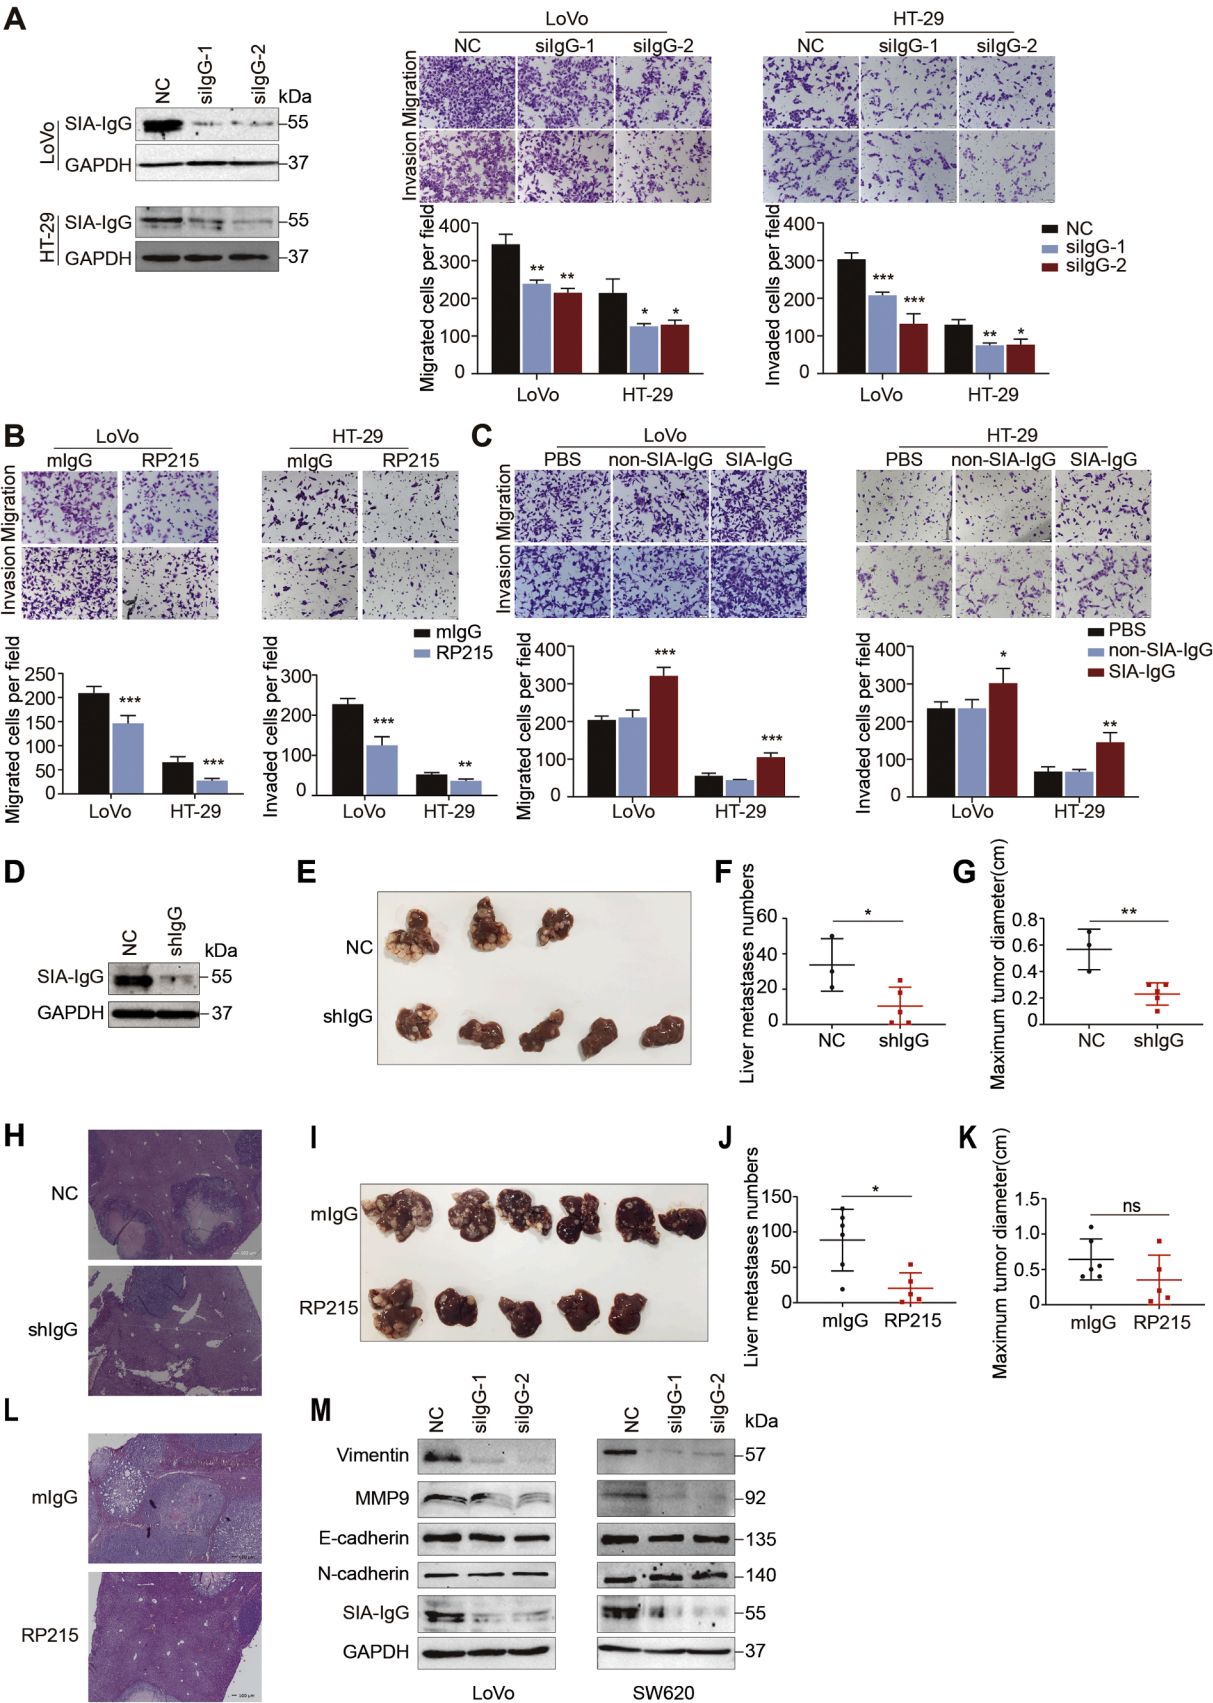 A
NC
siIgG-1
siIgG-2
kDa
LoVo
SIA-IgG
55
GAPDH
37
HT-29
SIA-IgG
55
GAPDH
37
LoVo
NC siIgG-1 siIgG-2
HT-29
NC siIgG-1 siIgG-2
Invasion Migration
Migrated cells per field
400
300
200
100
0
** ** * *
LoVo HT-29
Invaded cells per field
400
300
200
100
0
*** *** ** *
LoVo HT-29
NC
siIgG-1
siIgG-2
B
LoVo
mIgG RP215
HT-29
mIgG RP215
Invasion Migration
mIgG
RP215
Migrated cells per field
250
200
150
100
50
0
*** ***
LoVo HT-29
Invaded cells per field
300
200
100
0
*** **
LoVo HT-29
C
LoVo
PBS non-SIA-IgG SIA-IgG
HT-29
PBS non-SIA-IgG SIA-IgG
Invasion Migration
Migrated cells per field
400
300
200
100
0
*** ***
LoVo HT-29
Invaded cells per field
400
300
200
100
0
* **
LoVo HT-29
PBS
non-SIA-IgG
SIA-IgG
D
NC
shIgG
kDa
SIA-IgG
55
GAPDH
37
E
NC
shIgG
F
Liver metastases numbers
60
40
20
0
*
NC shIgG
G
Maximum tumor diameter(cm)
0.8
0.6
0.4
0.2
0
**
NC shIgG
H
NC
shIgG
I
mIgG
RP215
J
Liver metastases numbers
150
100
50
0
*
mIgG RP215
K
Maximum tumor diameter(cm)
1.5
1.0
0.5
0
ns
mIgG RP215
L
mIgG
RP215
100 μm
M
NC
siIgG-1
siIgG-2
NC
siIgG-1
siIgG-2
kDa
Vimentin
57
MMP9
92
E-cadherin
135
N-cadherin
140
SIA-IgG
55
GAPDH
37
LoVo SW620